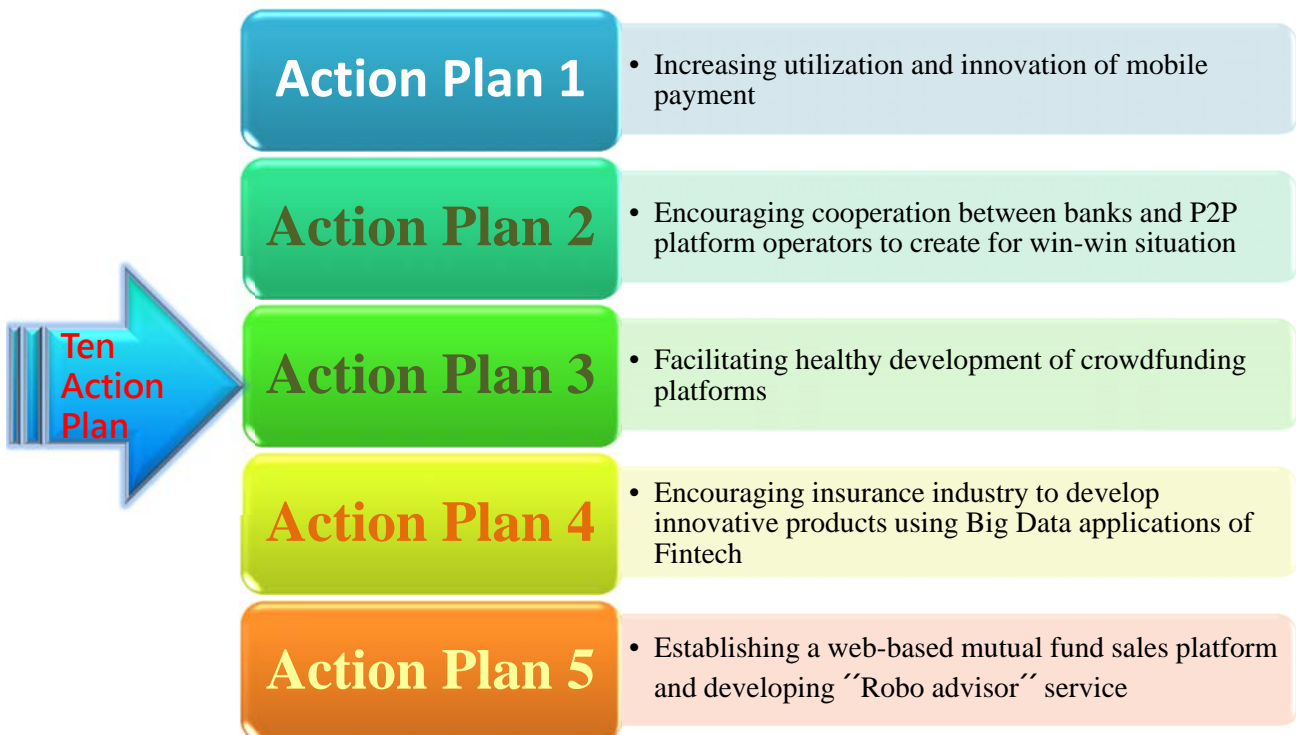 Ten
Action
Plan
Action Plan 1
• Increasing utilization and innovation of mobile
payment
Action Plan 2
• Encouraging cooperation between banks and P2P
platform operators to create for win-win situation
Action Plan 3
• Facilitating healthy development of crowdfunding
platforms
Action Plan 4
• Encouraging insurance industry to develop
innovative products using Big Data applications of
Fintech
Action Plan 5
• Establishing a web-based mutual fund sales platform
and developing ˝Robo advisor˝ service